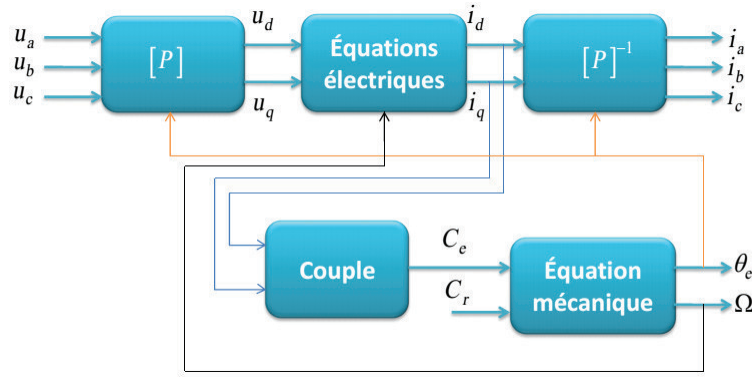 u_a
u_b
u_c
[P]
u_d
u_q
Équations
électriques
i_d
i_q
[P]^{-1}
i_a
i_b
i_c
Couple
C_e
C_r
Équation
mécanique
θ_e
Ω